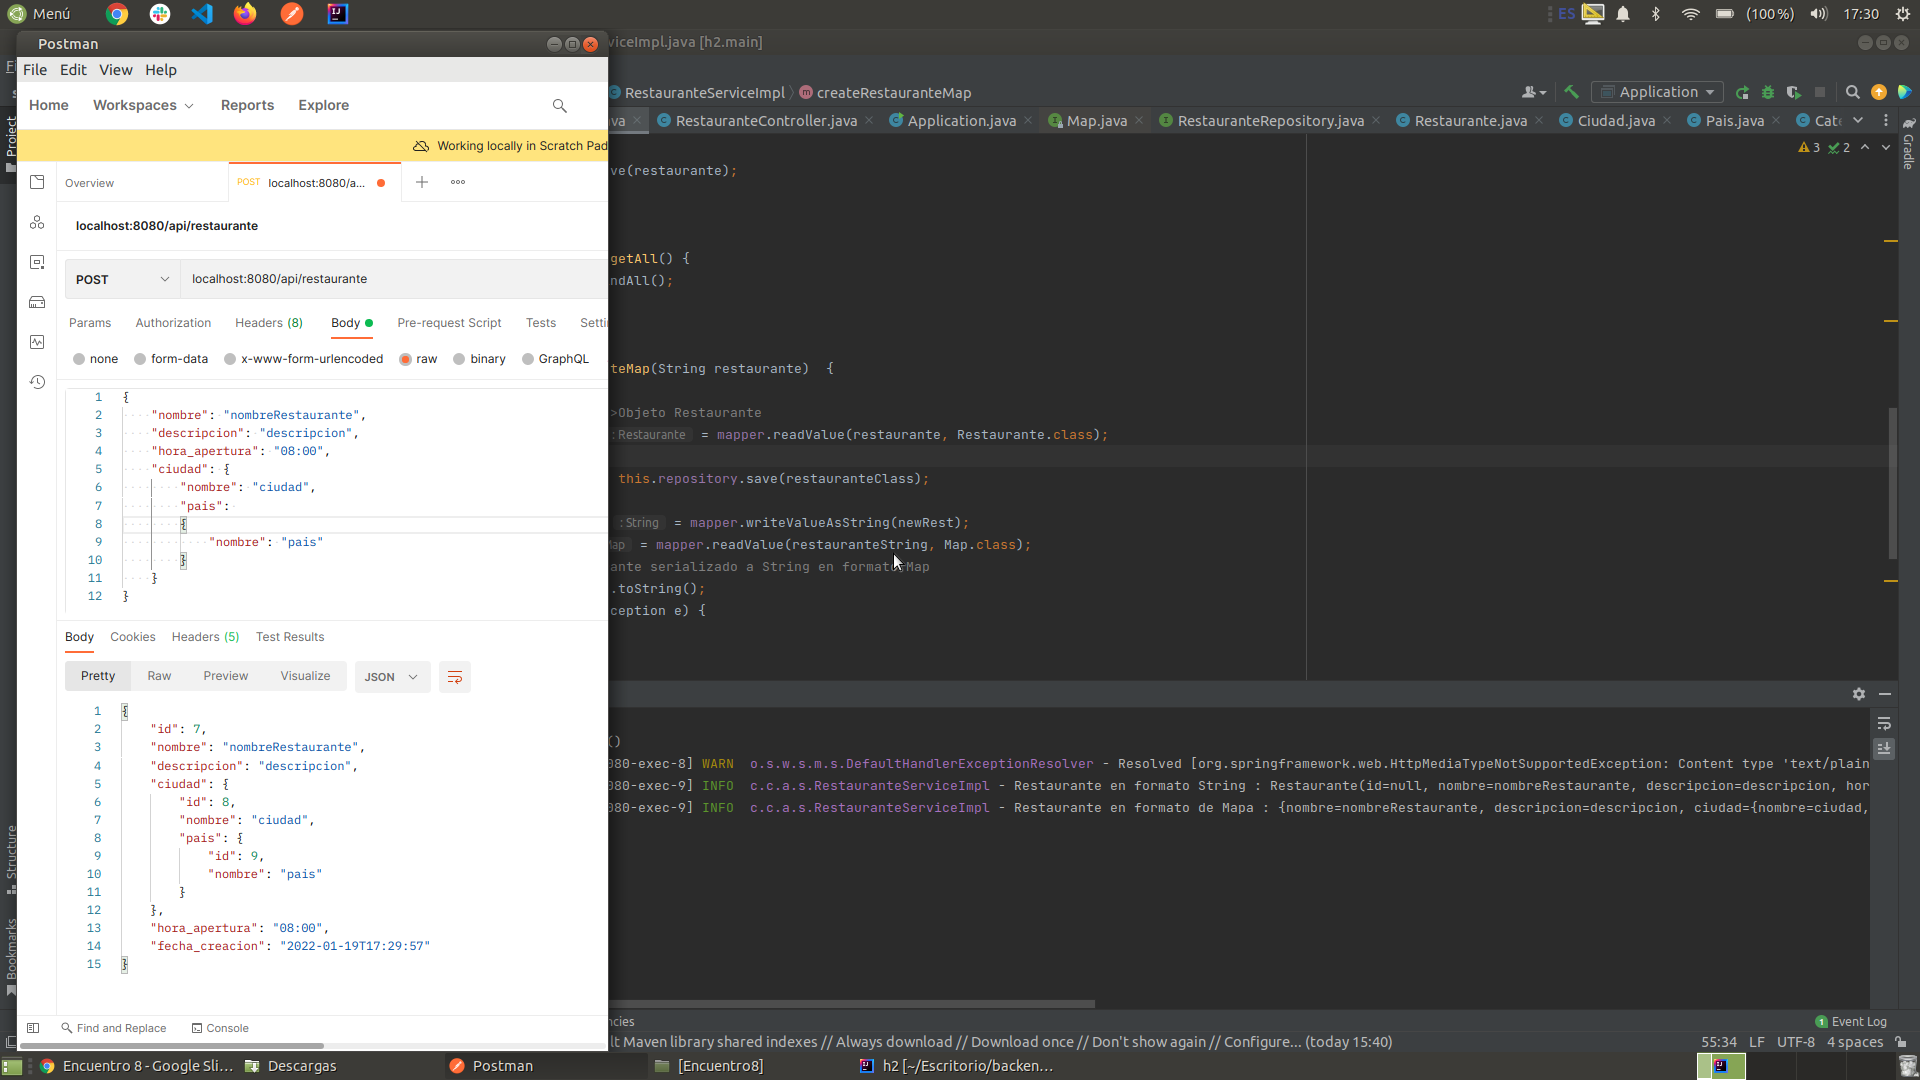 Menú
ES
(100%)
17:30
Postman
viceImpl.java [h2.main]
File Edit View Help
Home Workspaces Reports Explore
RestauranteServiceImpl createRestauranteMap
Application
RestauranteController.java Application.java Map.java RestauranteRepository.java Restaurante.java Ciudad.java Pais.java Cat
Working locally in Scratch Pad
3 2
Overview
POST localhost:8080/a...
localhost:8080/api/restaurante
POST localhost:8080/api/restaurante
Params Authorization Headers (8) Body Pre-request Script Tests Setti
none form-data x-www-form-urlencoded raw binary GraphQL
1 {
2 "nombre": "nombreRestaurante",
3 "descripcion": "descripcion",
4 "hora_apertura": "08:00",
5 "ciudad": {
6 "nombre": "ciudad",
7 "pais":
8 {
9 "nombre": "pais"
10 }
11 }
12 }
Body Cookies Headers (5) Test Results
Pretty Raw Preview Visualize JSON
1 {
2 "id": 7,
3 "nombre": "nombreRestaurante",
4 "descripcion": "descripcion",
5 "ciudad": {
6 "id": 8,
7 "nombre": "ciudad",
8 "pais": {
9 "id": 9,
10 "nombre": "pais"
11 }
12 },
13 "hora_apertura": "08:00",
14 "fecha_creacion": "2022-01-19T17:29:57"
15 }
Find and Replace Console
ve(restaurante);
getAll() {
ndAll();
teMap(String restaurante) {
>Objeto Restaurante
: Restaurante = mapper.readValue(restaurante, Restaurante.class);
this.repository.save(restauranteClass);
: String = mapper.writeValueAsString(newRest);
Map = mapper.readValue(restauranteString, Map.class);
ante serializado a String en formato Map
.toString();
ception e) {
()
080-exec-8] WARN o.s.w.s.m.s.DefaultHandlerExceptionResolver - Resolved [org.springframework.web.HttpMediaTypeNotSupportedException: Content type 'text/plain
080-exec-9] INFO c.c.a.s.RestauranteServiceImpl - Restaurante en formato String : Restaurante(id=null, nombre=nombreRestaurante, descripcion=descripcion, hor
080-exec-9] INFO c.c.a.s.RestauranteServiceImpl - Restaurante en formato de Mapa : {nombre=nombreRestaurante, descripcion=descripcion, ciudad={nombre=ciudad,
Project
Structure
Bookmarks
Gradle
ncies
1 Event Log
lt Maven library shared indexes // Always download // Download once // Don't show again // Configure... (today 15:40)
55:34 LF UTF-8 4 spaces
Encuentro 8 - Google Sli...
Descargas
Postman
[Encuentro8]
h2 [~/Escritorio/backen...